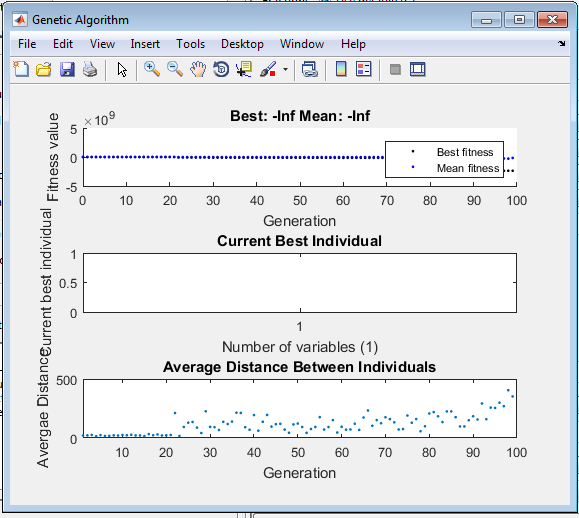 Genetic Algorithm
File Edit View Insert Tools Desktop Window Help
Best: -Inf Mean: -Inf
×10^9
Fitness value
5
0
-5
Best fitness
Mean fitness
0 10 20 30 40 50 60 70 80 90 100
Generation
Current Best Individual
Current best individual
1
0.5
0
1
Number of variables (1)
Average Distance Between Individuals
Avergae Distance
500
0
10 20 30 40 50 60 70 80 90 100
Generation